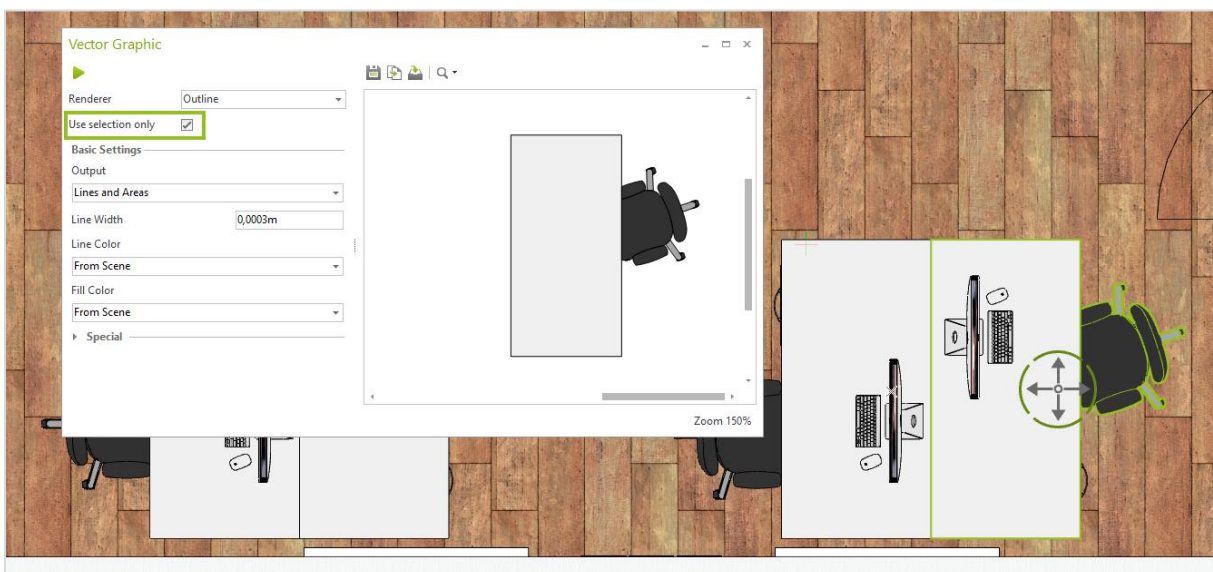 Vector Graphic
Renderer Outline
Use selection only
Basic Settings
Output
Lines and Areas
Line Width 0,0003m
Line Color
From Scene
Fill Color
From Scene
Special
Zoom 150%